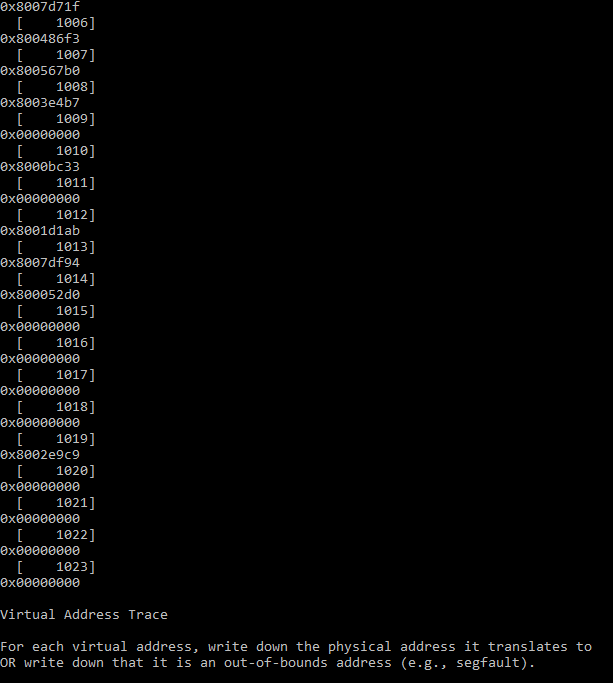 0x8007d71f
[    1006]
0x800486f3
[    1007]
0x800567b0
[    1008]
0x8003e4b7
[    1009]
0x00000000
[    1010]
0x8000bc33
[    1011]
0x00000000
[    1012]
0x8001d1ab
[    1013]
0x8007df94
[    1014]
0x800052d0
[    1015]
0x00000000
[    1016]
0x00000000
[    1017]
0x00000000
[    1018]
0x00000000
[    1019]
0x8002e9c9
[    1020]
0x00000000
[    1021]
0x00000000
[    1022]
0x00000000
[    1023]
0x00000000
Virtual Address Trace
For each virtual address, write down the physical address it translates to
OR write down that it is an out-of-bounds address (e.g., segfault).